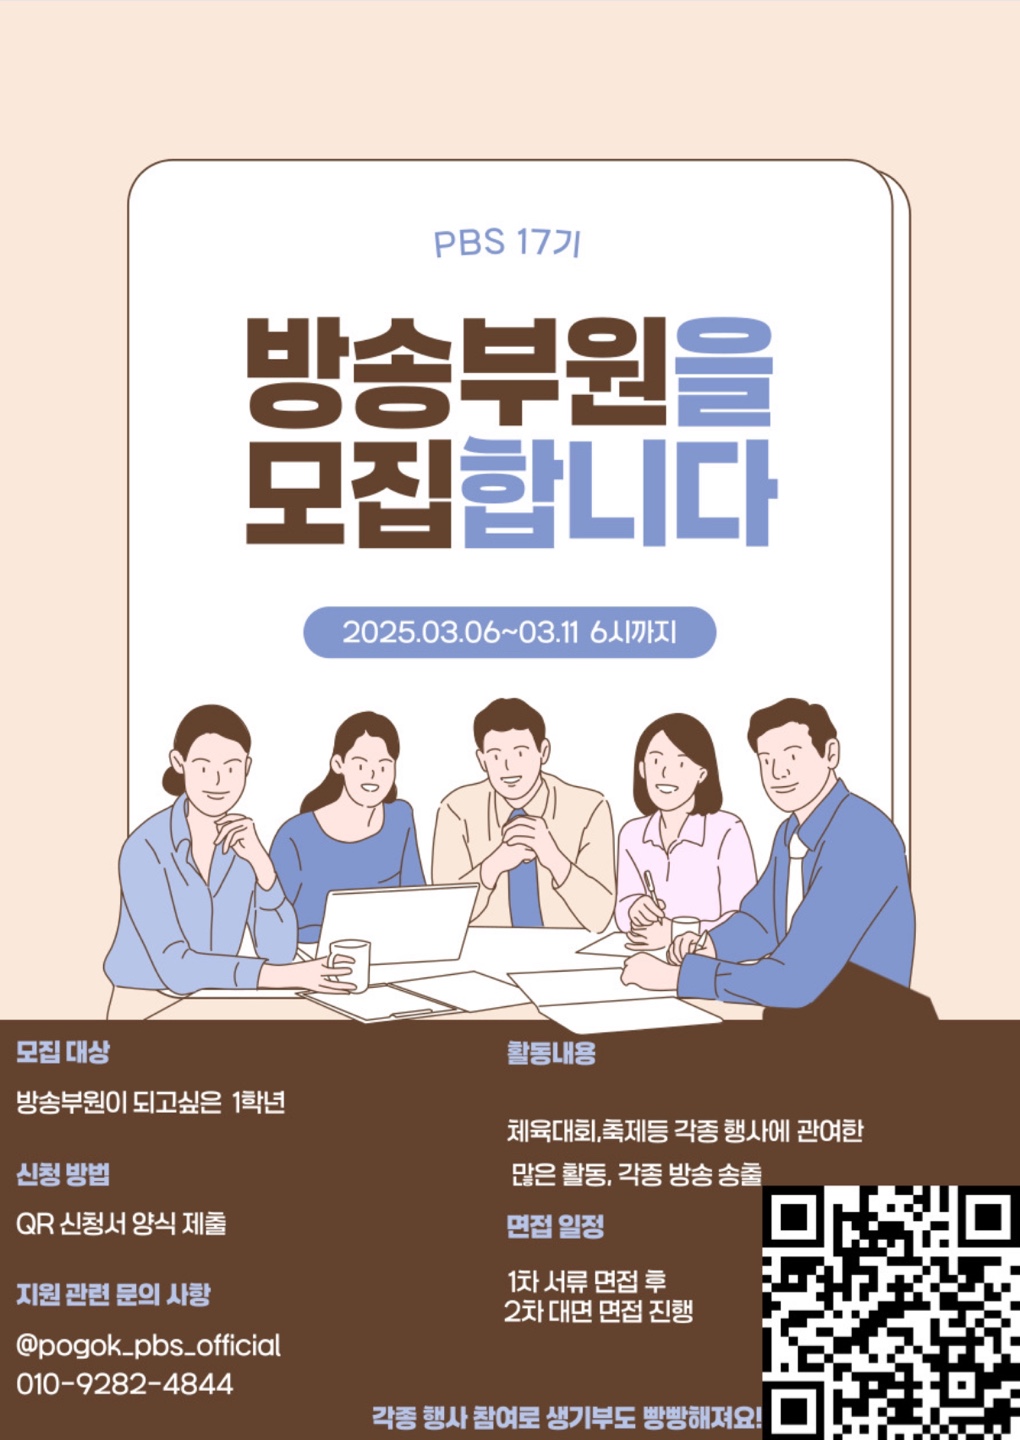 PBS 17기
방송부원을
모집합니다
2025.03.06~03.11 6시까지
모집 대상
방송부원이 되고싶은 1학년
신청 방법
QR 신청서 양식 제출
지원 관련 문의 사항
@pogok_pbs_official
010-9282-4844
활동내용
체육대회,축제등 각종 행사에 관여한
많은 활동, 각종 방송 송출
면접 일정
1차 서류 면접 후
2차 대면 면접 진행
각종 행사 참여로 생기부도 빵빵해져요!